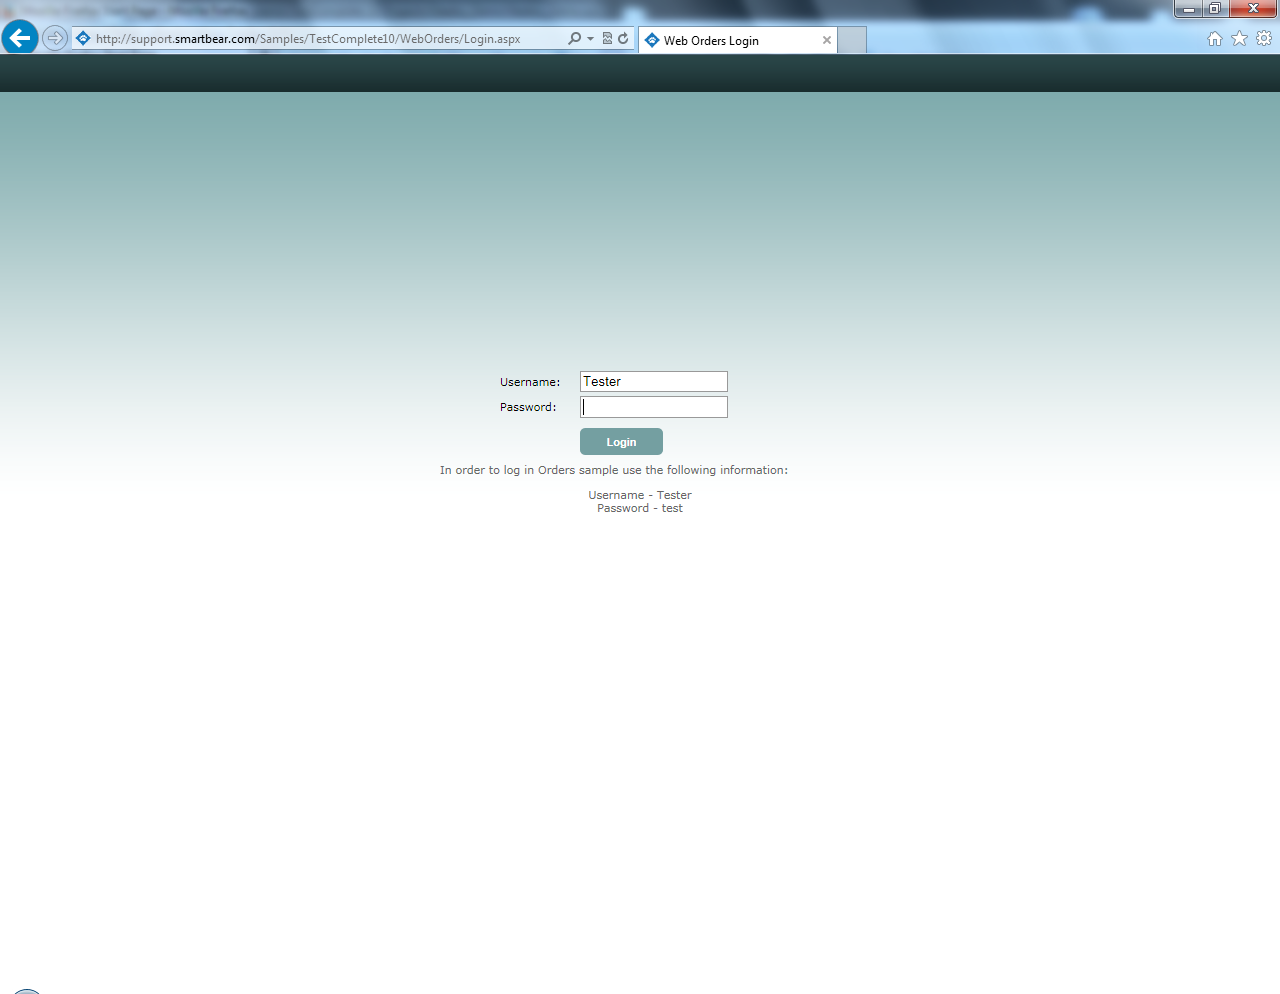 http://support.smartbear.com/Samples/TestComplete10/WebOrders/Login.aspx
Web Orders Login
Username:
Tester
Password:
Login
In order to log in Orders sample use the following information:
Username - Tester
Password - test